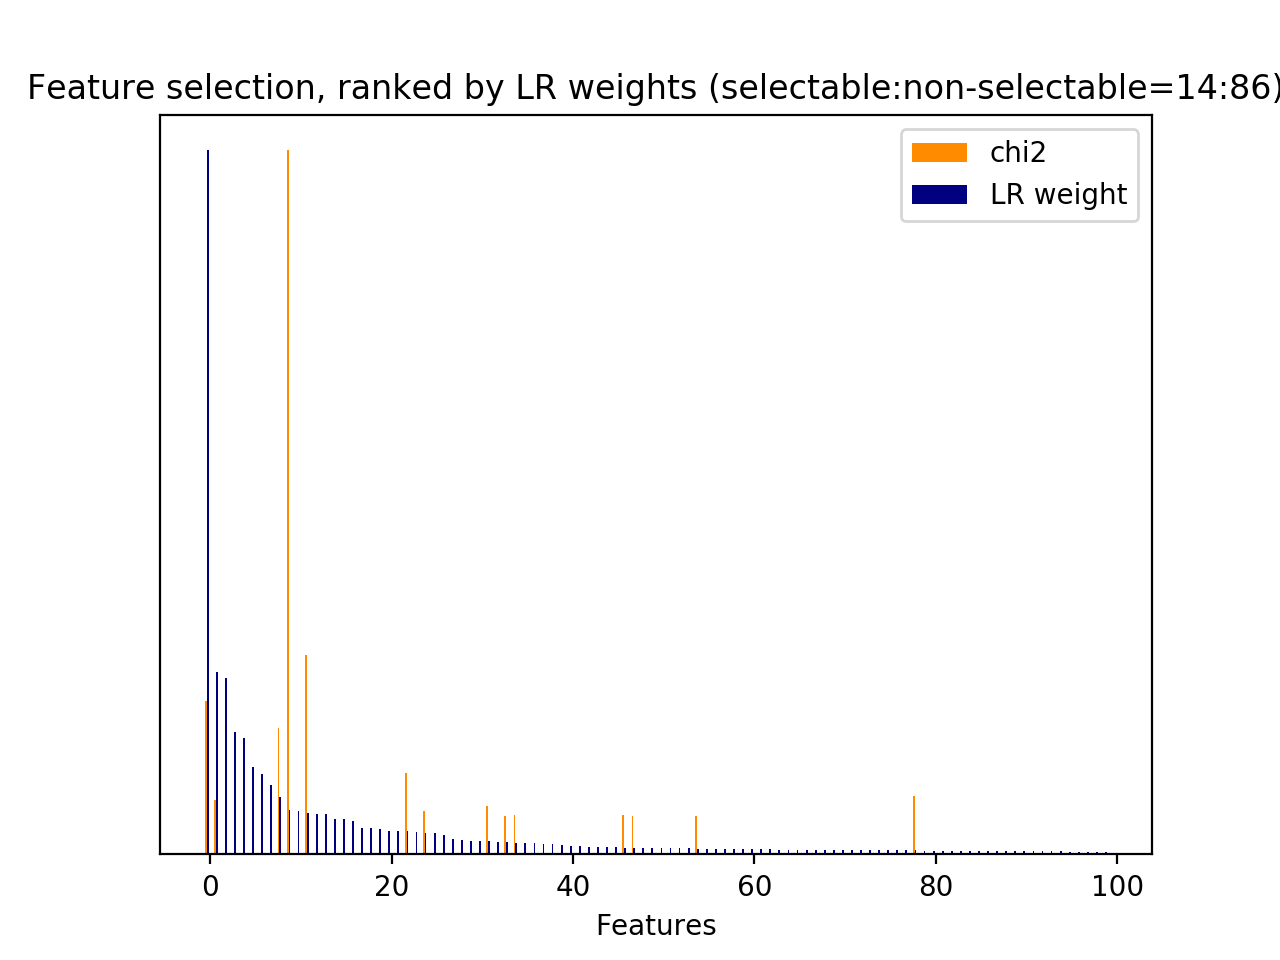 Feature selection, ranked by LR weights (selectable:non-selectable=14:86)
chi2
LR weight
0 20 40 60 80 100
Features